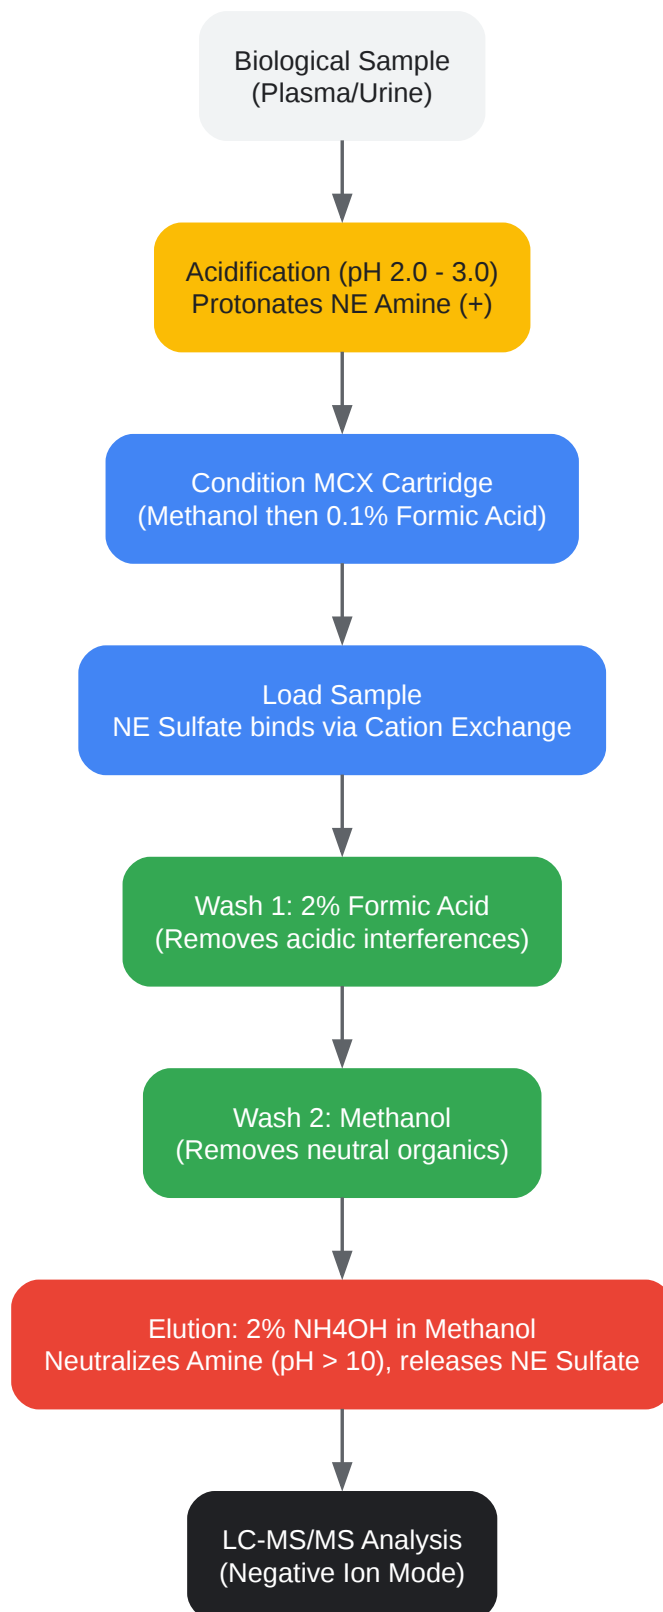 Biological Sample
(Plasma/Urine)
Acidification (pH 2.0 - 3.0)
Protonates NE Amine (+)
Condition MCX Cartridge
(Methanol then 0.1% Formic Acid)
Load Sample
NE Sulfate binds via Cation Exchange
Wash 1: 2% Formic Acid
(Removes acidic interferences)
Wash 2: Methanol
(Removes neutral organics)
Elution: 2% NH4OH in Methanol
Neutralizes Amine (pH > 10), releases NE Sulfate
LC-MS/MS Analysis
(Negative Ion Mode)